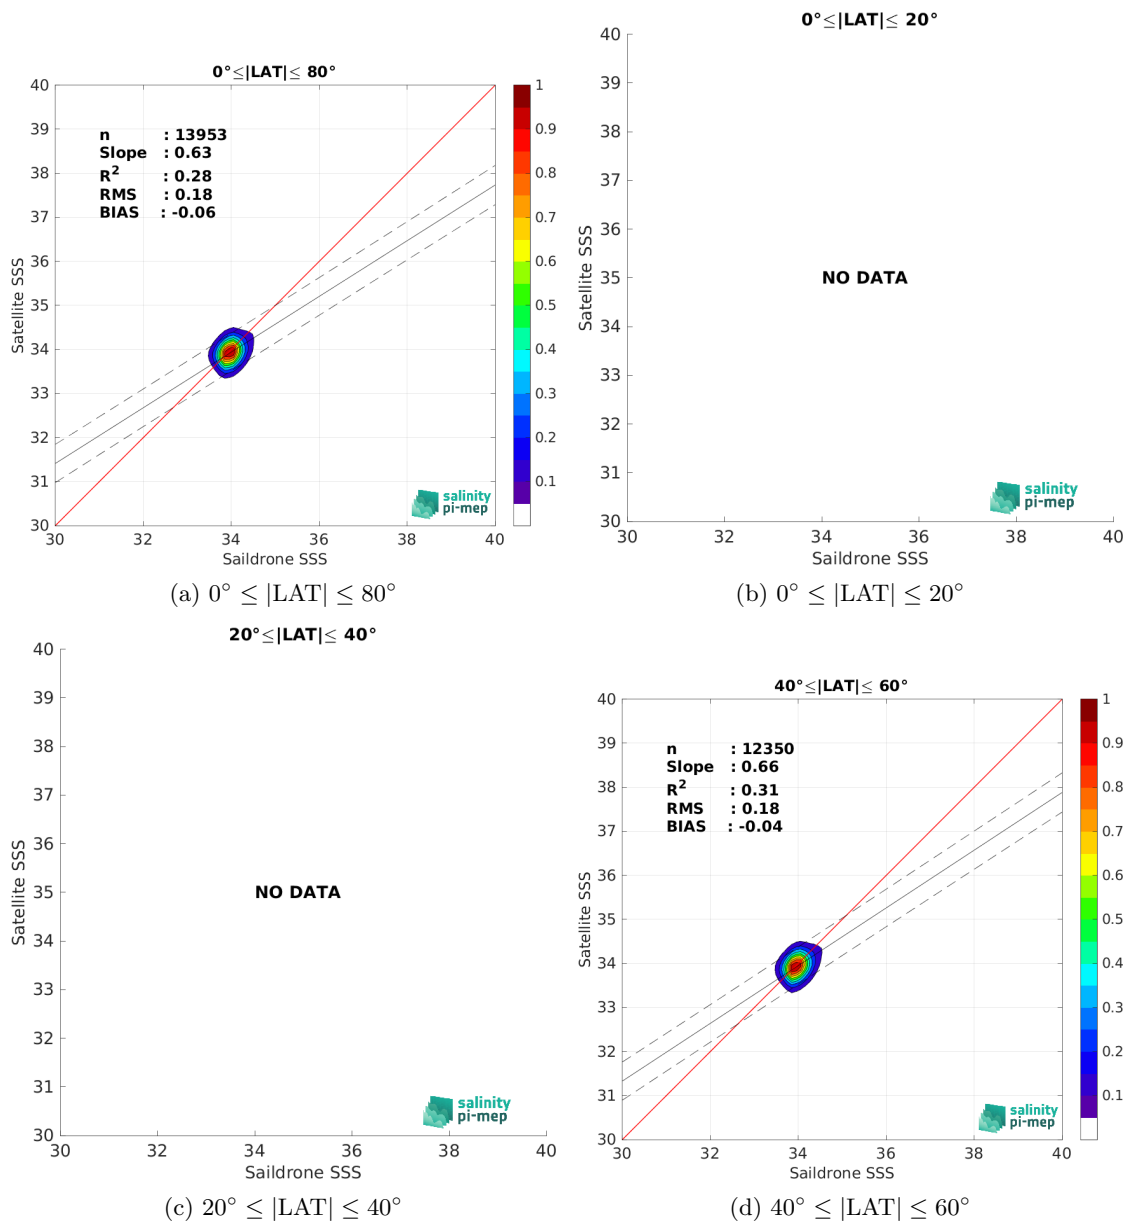 0°≤|LAT|≤ 80°
40
39
38
37
36
35
34
33
32
31
30
30 32 34 36 38 40
Satellite SSS
Saildrone SSS
n : 13953
Slope : 0.63
R² : 0.28
RMS : 0.18
BIAS : -0.06
1
0.9
0.8
0.7
0.6
0.5
0.4
0.3
0.2
0.1
salinity
pi-mep
(a) 0° ≤ |LAT| ≤ 80°
0°≤|LAT|≤ 20°
40
39
38
37
36
35
34
33
32
31
30
30 32 34 36 38 40
Satellite SSS
Saildrone SSS
NO DATA
salinity
pi-mep
(b) 0° ≤ |LAT| ≤ 20°
20°≤|LAT|≤ 40°
40
39
38
37
36
35
34
33
32
31
30
30 32 34 36 38 40
Satellite SSS
Saildrone SSS
NO DATA
salinity
pi-mep
(c) 20° ≤ |LAT| ≤ 40°
40°≤|LAT|≤ 60°
40
39
38
37
36
35
34
33
32
31
30
30 32 34 36 38 40
Satellite SSS
Saildrone SSS
n : 12350
Slope : 0.66
R² : 0.31
RMS : 0.18
BIAS : -0.04
1
0.9
0.8
0.7
0.6
0.5
0.4
0.3
0.2
0.1
salinity
pi-mep
(d) 40° ≤ |LAT| ≤ 60°